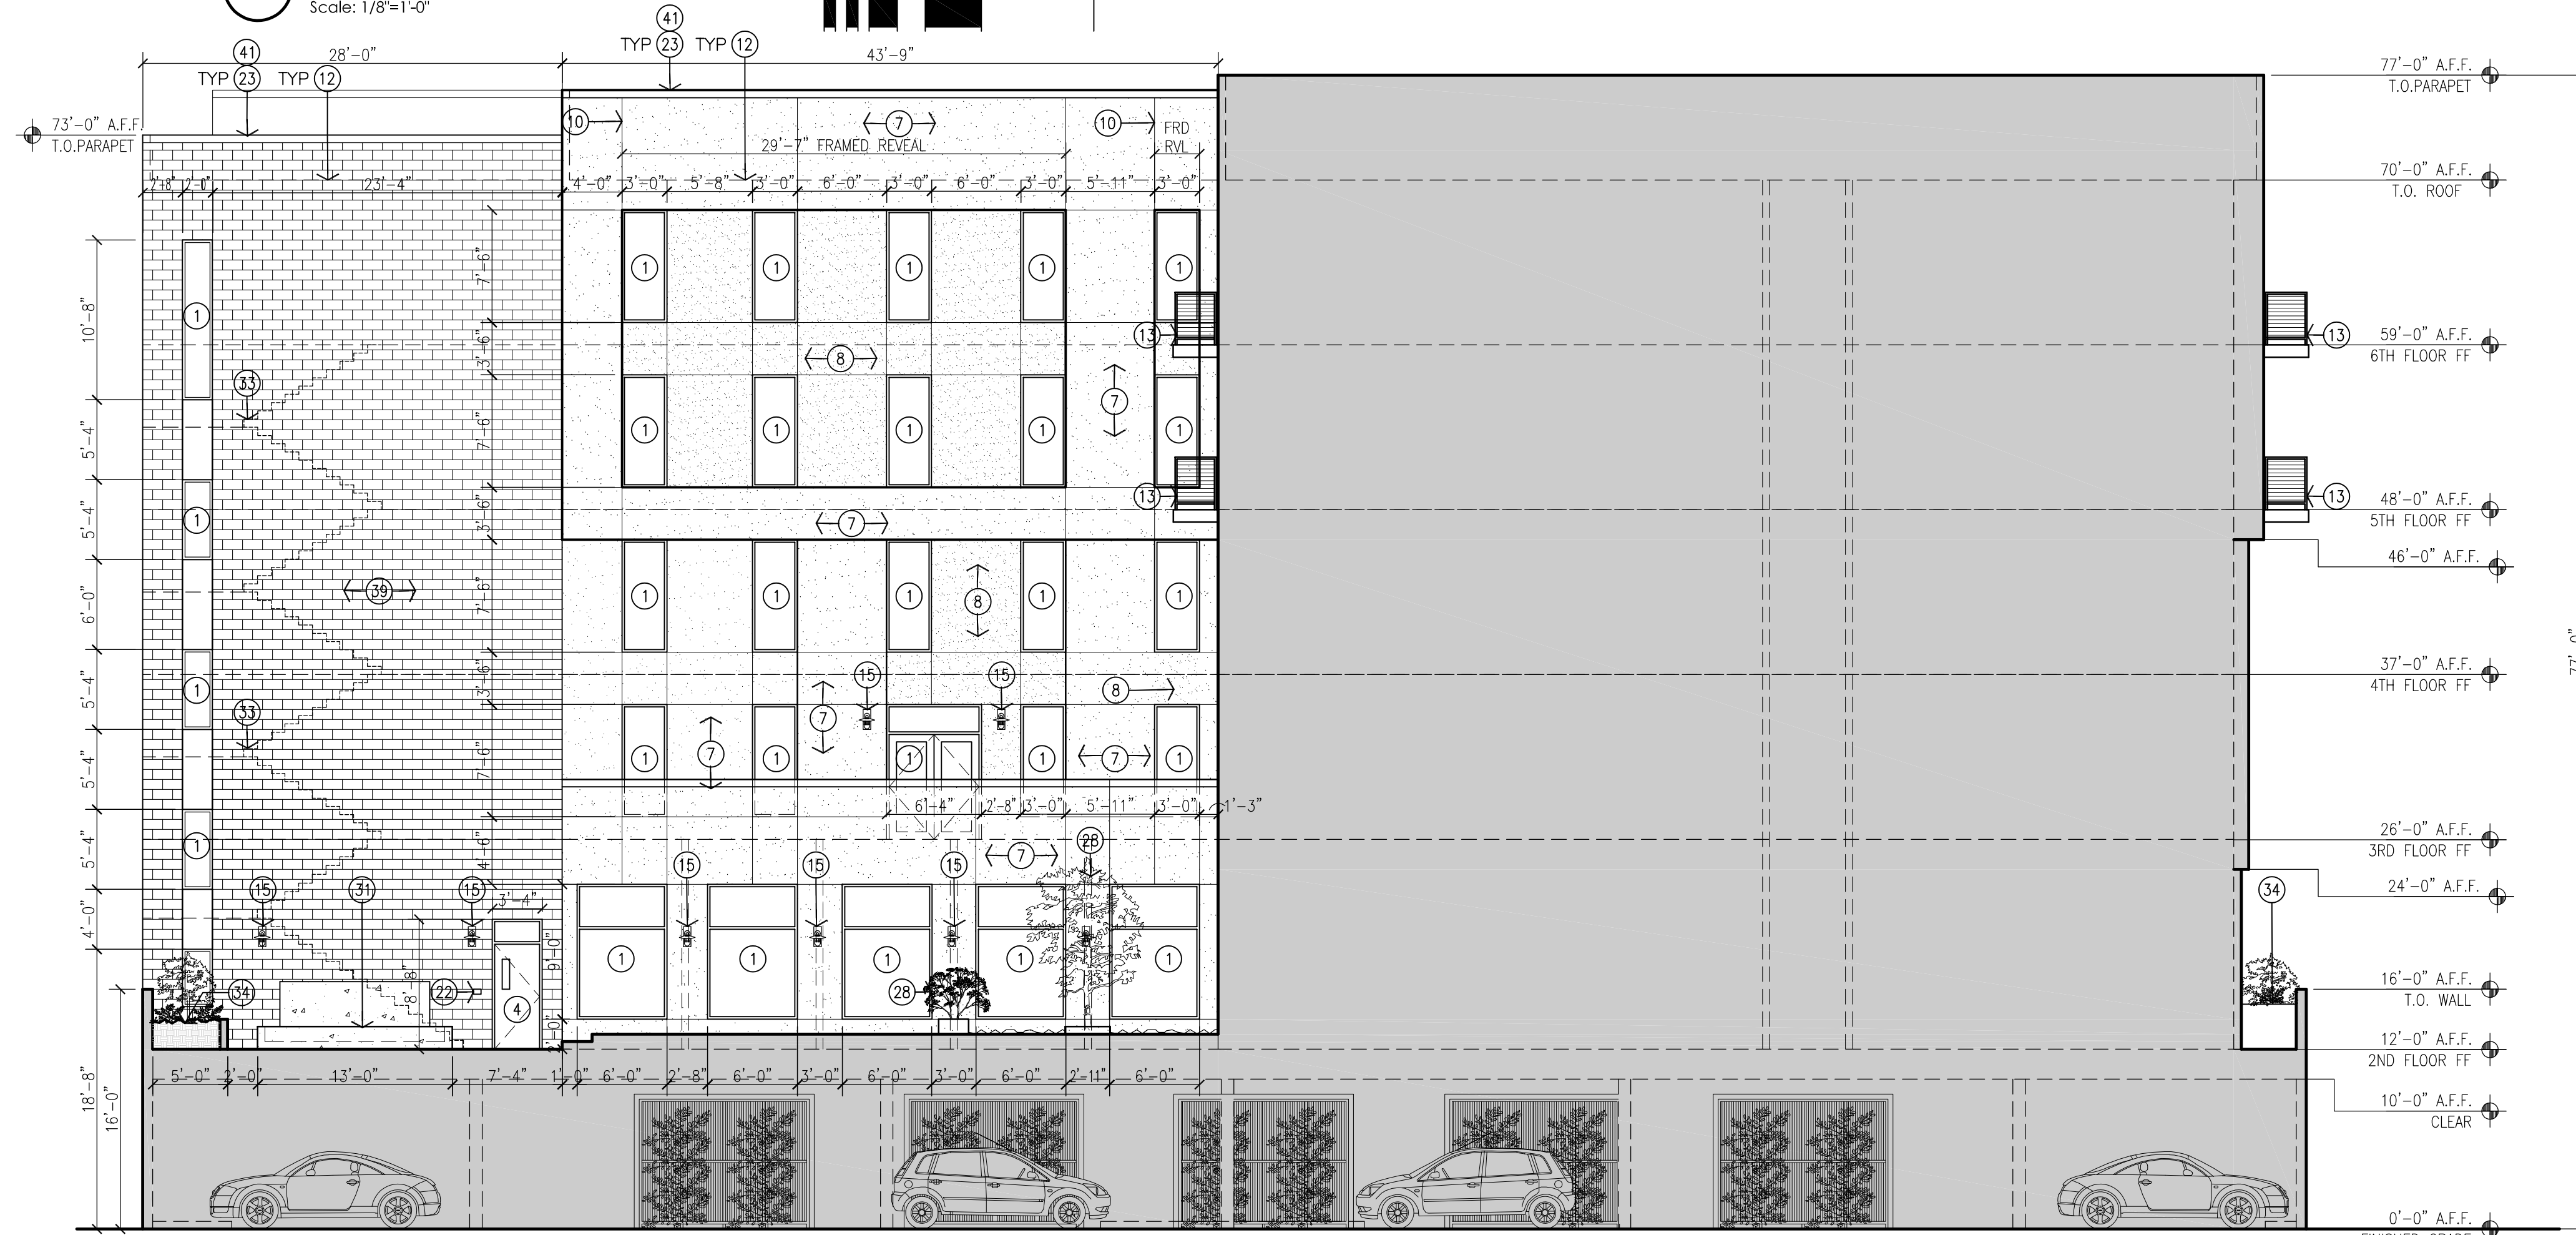 Scale: 1/8"=1'-0"
41
TYP 23 TYP 12
28'-0"
41
TYP 23 TYP 12
43'-9"
77'-0" A.F.F.
T.O.PARAPET
73'-0" A.F.F.
T.O.PARAPET
10
7
10
FRD
RVL
29'-7" FRAMED REVEAL
70'-0" A.F.F.
T.O. ROOF
2'-8" 2'-0" 23'-4" 4'-0" 3'-0" 5'-8" 3'-0" 6'-0" 3'-0" 6'-0" 3'-0" 5'-11" 3'-0"
7'-6"
1 1 1 1 1
10'-8"
1
13
13
59'-0" A.F.F.
6TH FLOOR FF
3'-6"
8
33
7
5'-4"
7'-6"
1 1 1 1 1
13
13
48'-0" A.F.F.
5TH FLOOR FF
5'-4"
1
3'-6"
7
46'-0" A.F.F.
6'-0"
39
7'-6"
1 1 1 1 1
8
37'-0" A.F.F.
4TH FLOOR FF
5'-4"
1
3'-6"
15 15
8
77'-0"
33
7
7
7
5'-4"
7'-6"
1 1 1 1 1 1
6'-4" 2'-8" 3'-0" 5'-11" 3'-0" 1'-3"
26'-0" A.F.F.
3RD FLOOR FF
5'-4"
1
4'-6"
15 15 15
7
28
24'-0" A.F.F.
4'-0"
15 31 15
3'-4"
34
9'-0"
1 1 1 1 1
34
8'-8"
22
4
28
16'-0" A.F.F.
T.O. WALL
12'-0" A.F.F.
2ND FLOOR FF
18'-8"
16'-0"
5'-0" 2'-0" 13'-0" 7'-4" 1'-0" 6'-0" 2'-8" 6'-0" 3'-0" 6'-0" 3'-0" 6'-0" 2'-11" 6'-0"
10'-0" A.F.F.
CLEAR
0'-0" A.F.F.